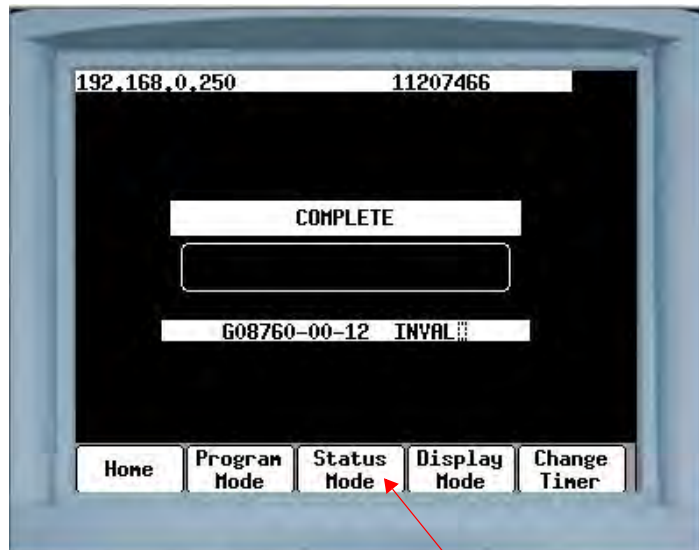 192.168.0.250 11207466
COMPLETE
G08760-00-12 INVAL
Home Program Mode Status Mode Display Mode Change Timer